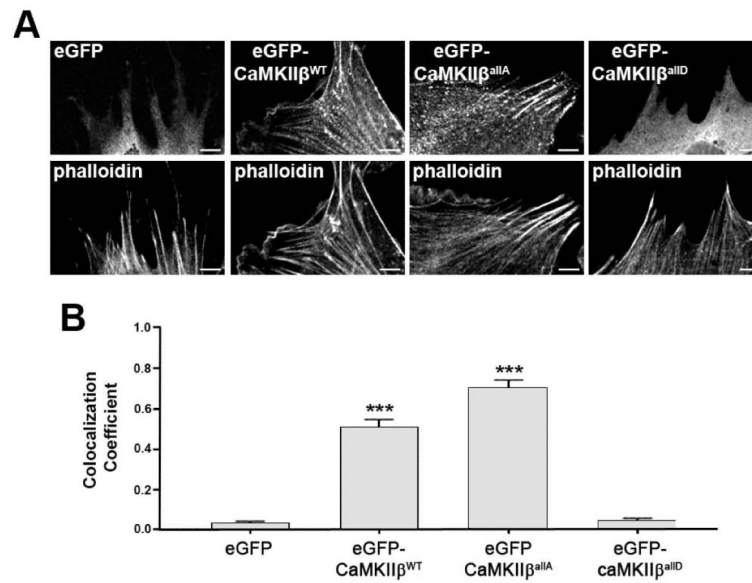 A
eGFP
eGFP-
CaMKIIβᵂᵀ
eGFP-
CaMKIIβᵃˡˡᴬ
eGFP-
CaMKIIβᵃˡˡᴰ
phalloidin
phalloidin
phalloidin
phalloidin
B
Colocalization
Coefficient
1.0
0.8
0.6
0.4
0.2
0.0
***
***
eGFP
eGFP-
CaMKIIβᵂᵀ
eGFP
CaMKIIβᵃˡˡᴬ
eGFP-
caMKIIβᵃˡˡᴰ